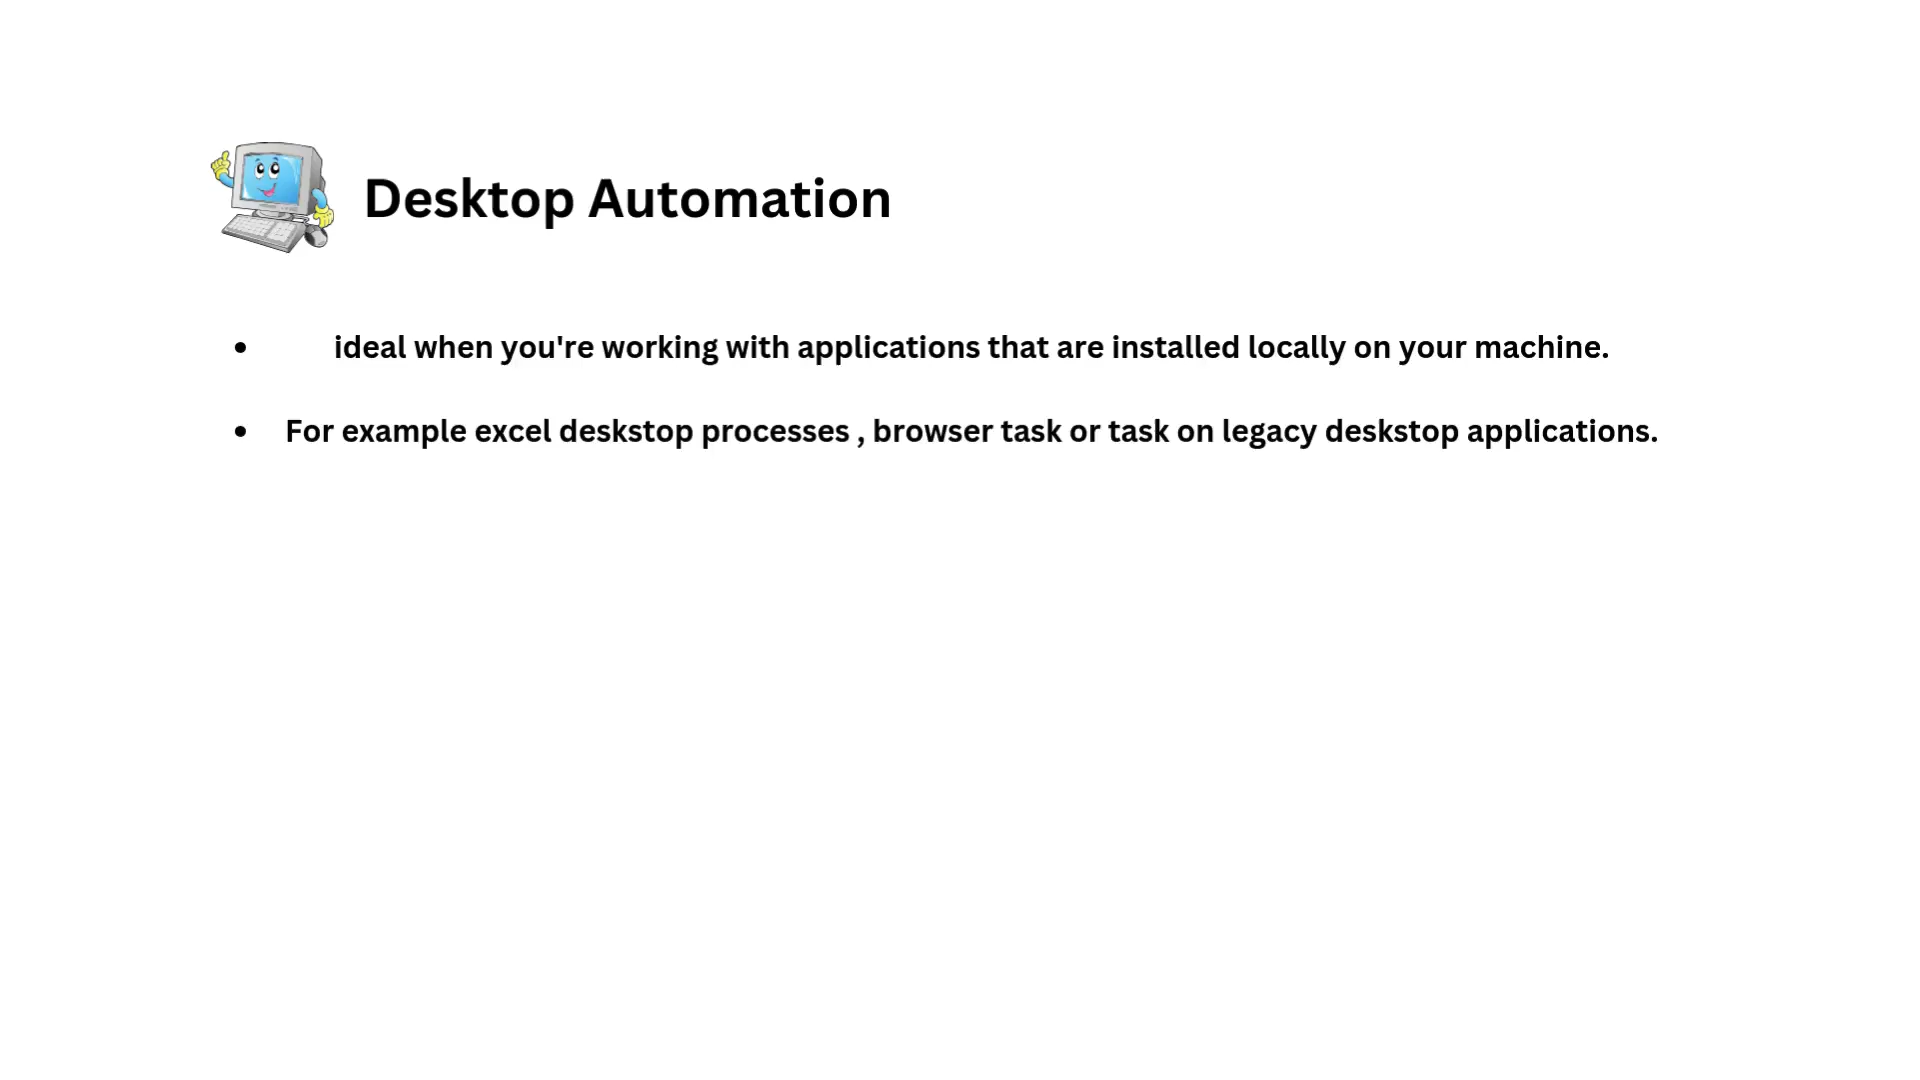 Desktop Automation
• ideal when you're working with applications that are installed locally on your machine.
• For example excel deskstop processes , browser task or task on legacy deskstop applications.